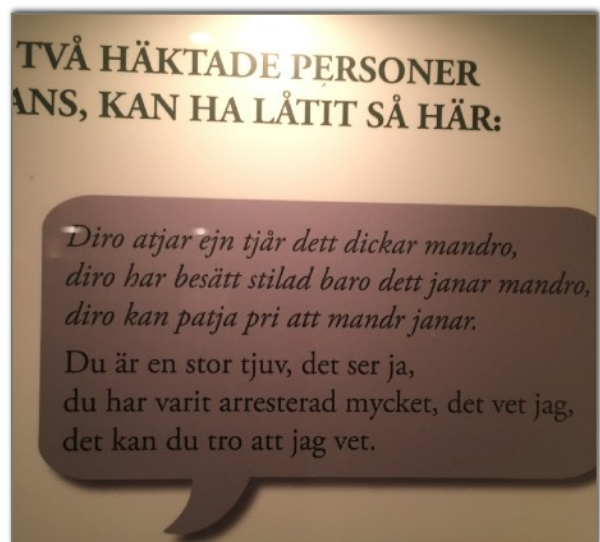 TVÅ HÄKTADE PERSONER
ANS, KAN HA LÅTIT SÅ HÄR:
Diro atjar ejn tjår dett dickar mandro,
diro har besätt stilad baro dett janar mandro,
diro kan patja pri att mandr janar.
Du är en stor tjuv, det ser ja,
du har varit arresterad mycket, det vet jag,
det kan du tro att jag vet.